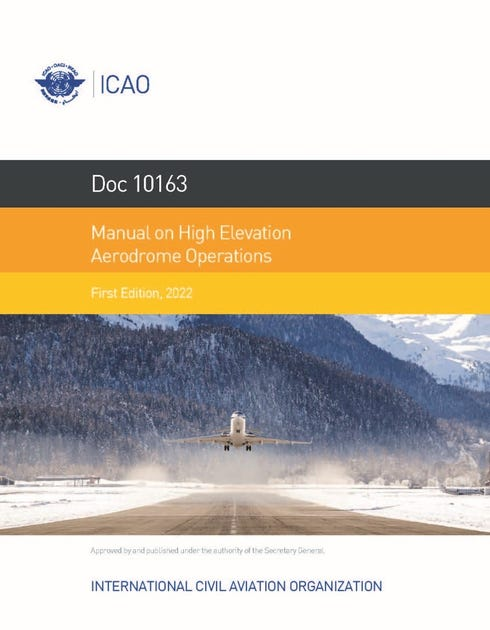 ICAO
Doc 10163
Manual on High Elevation
Aerodrome Operations
First Edition, 2022
Approved by and published under the authority of the Secretary General.
INTERNATIONAL CIVIL AVIATION ORGANIZATION